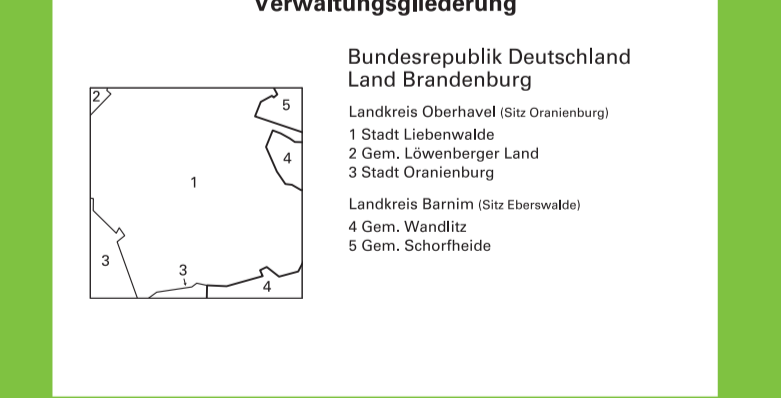 Verwaltungsgliederung
Bundesrepublik Deutschland
Land Brandenburg
Landkreis Oberhavel (Sitz Oranienburg)
1 Stadt Liebenwalde
2 Gem. Löwenberger Land
3 Stadt Oranienburg
Landkreis Barnim (Sitz Eberswalde)
4 Gem. Wandlitz
5 Gem. Schorfheide
2
5
4
1
3
3
4